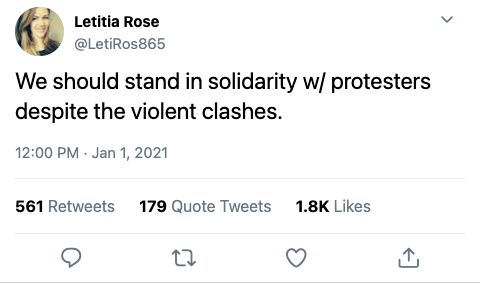 Letitia Rose
@LetiRos865
We should stand in solidarity w/ protesters
despite the violent clashes.
12:00 PM · Jan 1, 2021
561 Retweets 179 Quote Tweets 1.8K Likes